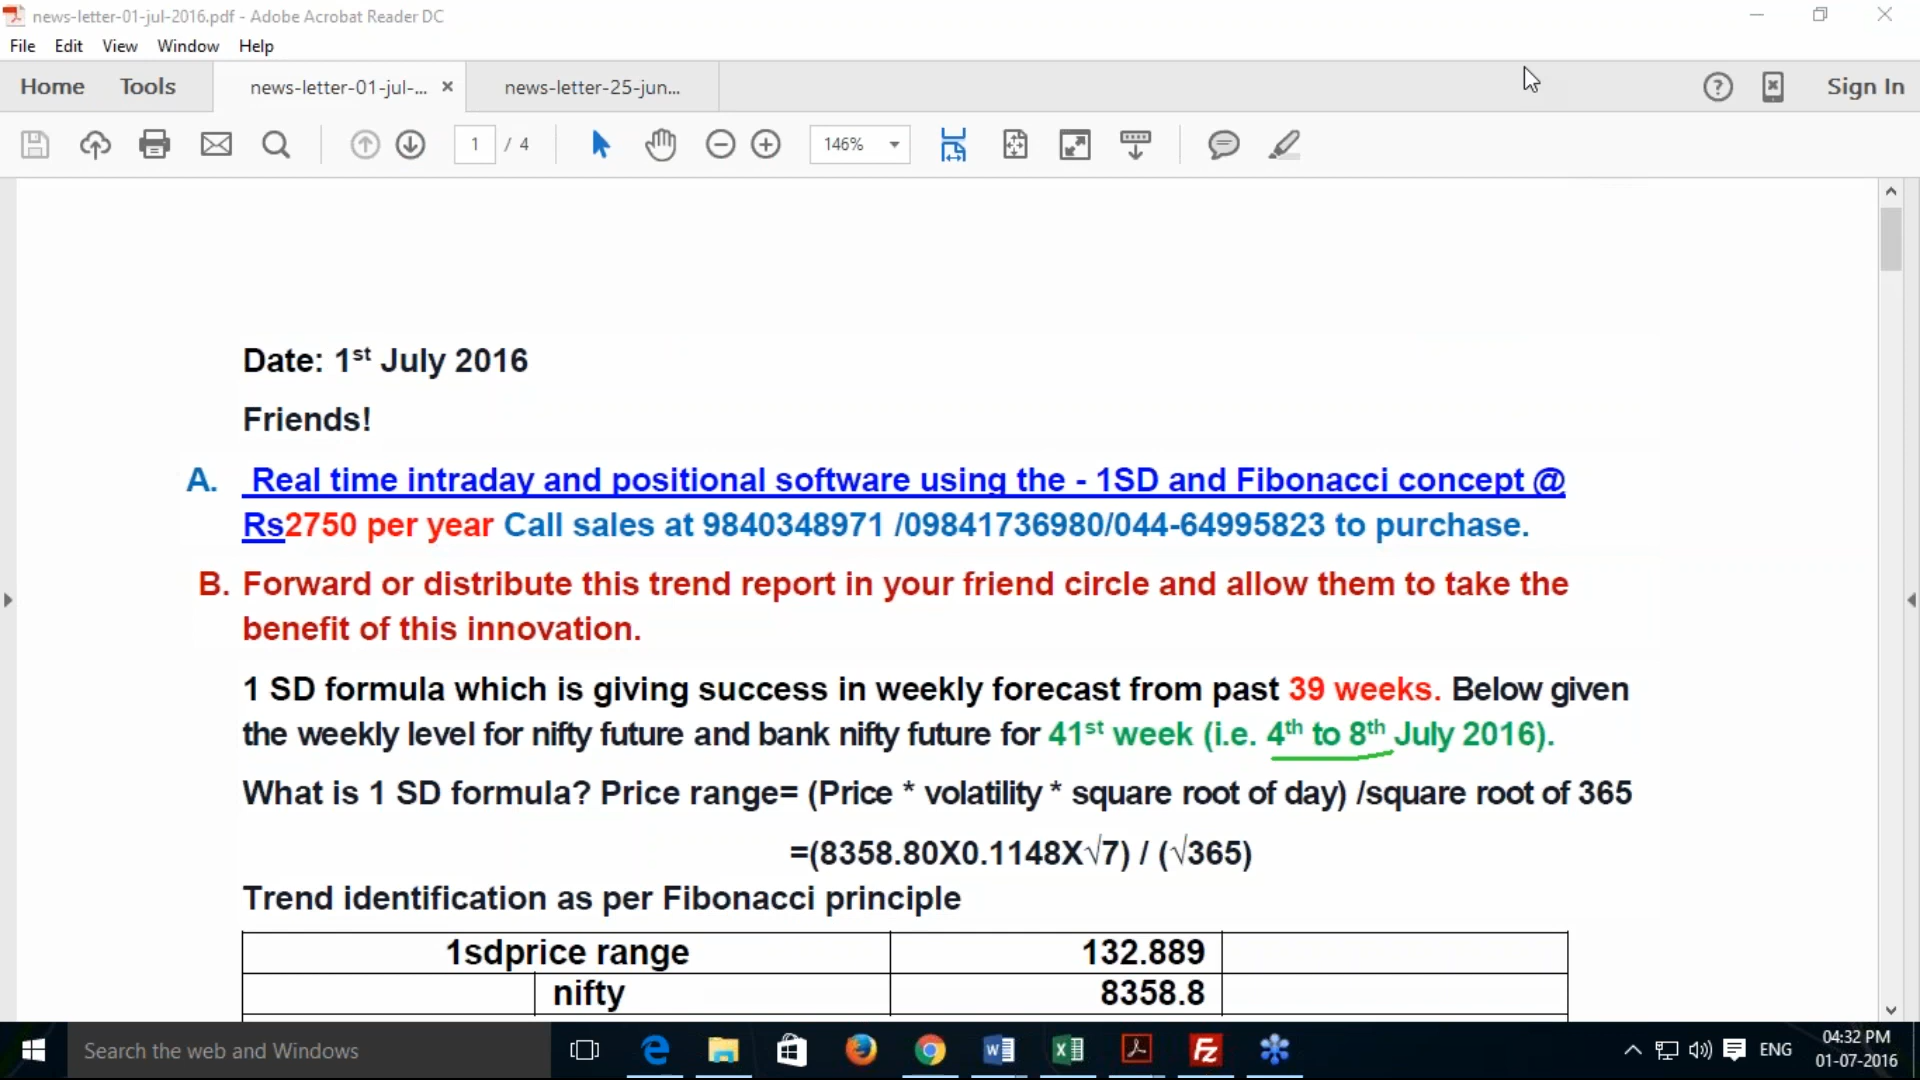 news-letter-01-jul-2016.pdf - Adobe Acrobat Reader DC
File Edit View Window Help
Home Tools news-letter-01-jul-... news-letter-25-jun... Sign In
1 / 4 146%
Date: 1st July 2016
Friends!
A. Real time intraday and positional software using the - 1SD and Fibonacci concept @
Rs2750 per year Call sales at 9840348971 /09841736980/044-64995823 to purchase.
B. Forward or distribute this trend report in your friend circle and allow them to take the
benefit of this innovation.
1 SD formula which is giving success in weekly forecast from past 39 weeks. Below given
the weekly level for nifty future and bank nifty future for 41st week (i.e. 4th to 8th July 2016).
What is 1 SD formula? Price range= (Price * volatility * square root of day) /square root of 365
=(8358.80X0.1148X√7) / (√365)
Trend identification as per Fibonacci principle
1sdprice range 132.889
nifty 8358.8
Search the web and Windows ENG 04:32 PM
01-07-2016